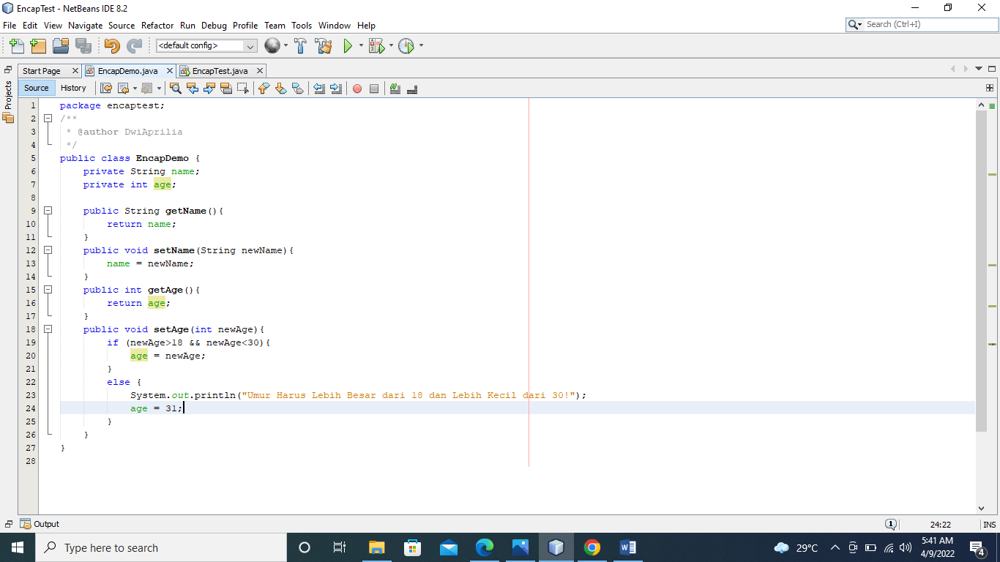 EncapTest - NetBeans IDE 8.2
File Edit View Navigate Source Refactor Run Debug Profile Team Tools Window Help
Search (Ctrl+I)
<default config>
Start Page EncapDemo.java EncapTest.java
Projects
Source History
1 package encaptest;
2 /**
3 * @author DwiAprilia
4 */
5 public class EncapDemo {
6 private String name;
7 private int age;
8
9 public String getName(){
10 return name;
11 }
12 public void setName(String newName){
13 name = newName;
14 }
15 public int getAge(){
16 return age;
17 }
18 public void setAge(int newAge){
19 if (newAge>18 && newAge<30){
20 age = newAge;
21 }
22 else {
23 System.out.println("Umur Harus Lebih Besar dari 18 dan Lebih Kecil dari 30!");
24 age = 31;
25 }
26 }
27 }
28
Output
1
24:22 INS
Type here to search
29°C
5:41 AM
4/9/2022
4